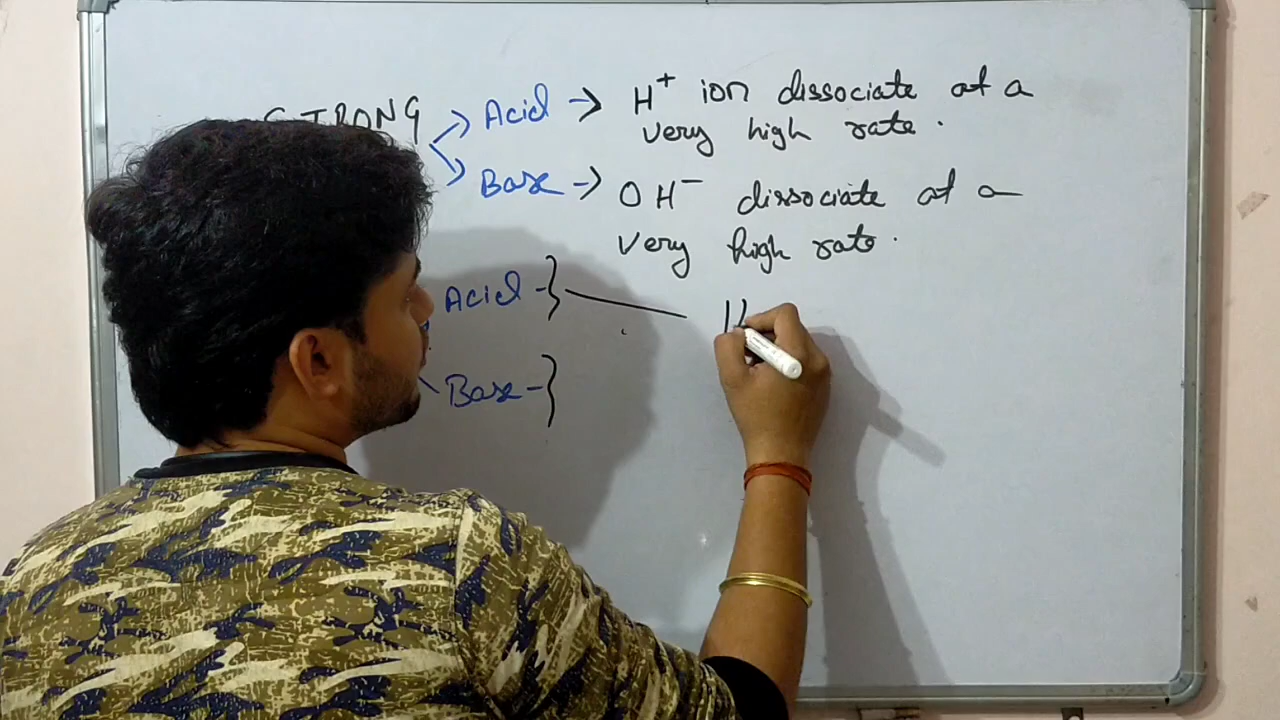 STRONG
Acid → H⁺ ion dissociate at a
very high rate.
Base → OH⁻ dissociate at a
very high rate.
Acid -}
Base -}